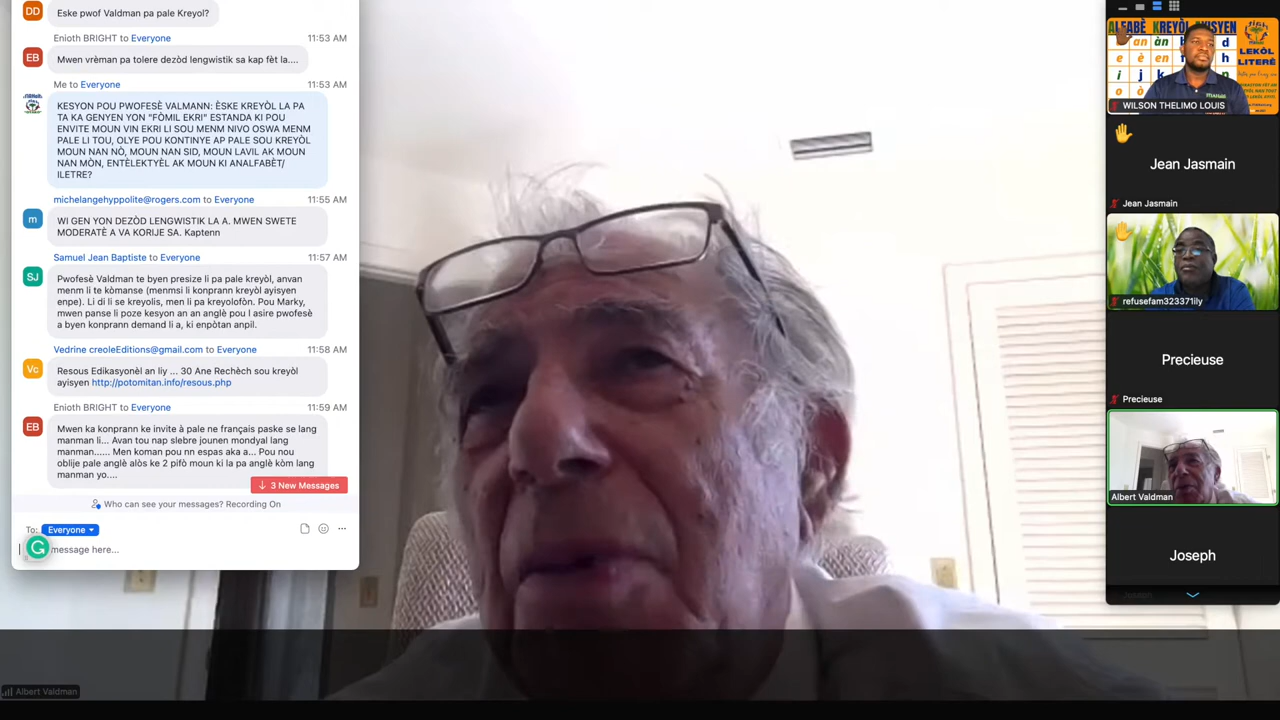 DD
Eske pwof Valdman pa pale Kreyol?
Enioth BRIGHT to Everyone
11:53 AM
EB
Mwen vrèman pa tolere dezòd lengwistik sa kap fèt la....
Me to Everyone
11:53 AM
KESYON POU PWOFESÈ VALMANN: ÈSKE KREYÒL LA PA
TA KA GENYEN YON "FÒMIL EKRI" ESTANDA KI POU
ENVITE MOUN VIN EKRI LI SOU MENM NIVO OSWA MENM
PALE LI TOU, OLYE POU KONTINYE AP PALE SOU KREYÒL
MOUN NAN NÒ, MOUN NAN SID, MOUN LAVIL AK MOUN
NAN MÒN, ENTÈLEKTYÈL AK MOUN KI ANALFABÈT/
ILETRE?
michelangehyppolite@rogers.com to Everyone
11:55 AM
m
WI GEN YON DEZÒD LENGWISTIK LA A. MWEN SWETE
MODERATÈ A VA KORIJE SA. Kaptenn
Samuel Jean Baptiste to Everyone
11:57 AM
SJ
Pwofesè Valdman te byen presize li pa pale kreyòl, anvan
menm li te kòmanse (menmsi li konprann kreyòl ayisyen
enpe). Li di li se kreyolis, men li pa kreyolofòn. Pou Marky,
mwen panse li poze kesyon an an anglè pou l asire pwofesè
a byen konprann demand li a, ki enpòtan anpil.
Vedrine creoleEditions@gmail.com to Everyone
11:58 AM
Vc
Resous Edikasyonèl an liy ... 30 Ane Rechèch sou kreyòl
ayisyen http://potomitan.info/resous.php
Enioth BRIGHT to Everyone
11:59 AM
EB
Mwen ka konprann ke invite à pale ne français paske se lang
manman li... Avan tou nap slebre jounen mondyal lang
manman...... Men koman pou nn espas aka a... Pou nou
oblije pale anglè alòs ke 2 pifò moun ki la pa anglè kòm lang
manman yo....
3 New Messages
Who can see your messages? Recording On
To: Everyone
message here...
Albert Valdman
ALFABÈ KREYÒL AYISYEN
an àn
d
e è en
i j k
o ò
LEKÒL
LITERÈ
WILSON THELIMO LOUIS
Jean Jasmain
Jean Jasmain
refusefam323371lily
Precieuse
Precieuse
Albert Valdman
Joseph
Joseph